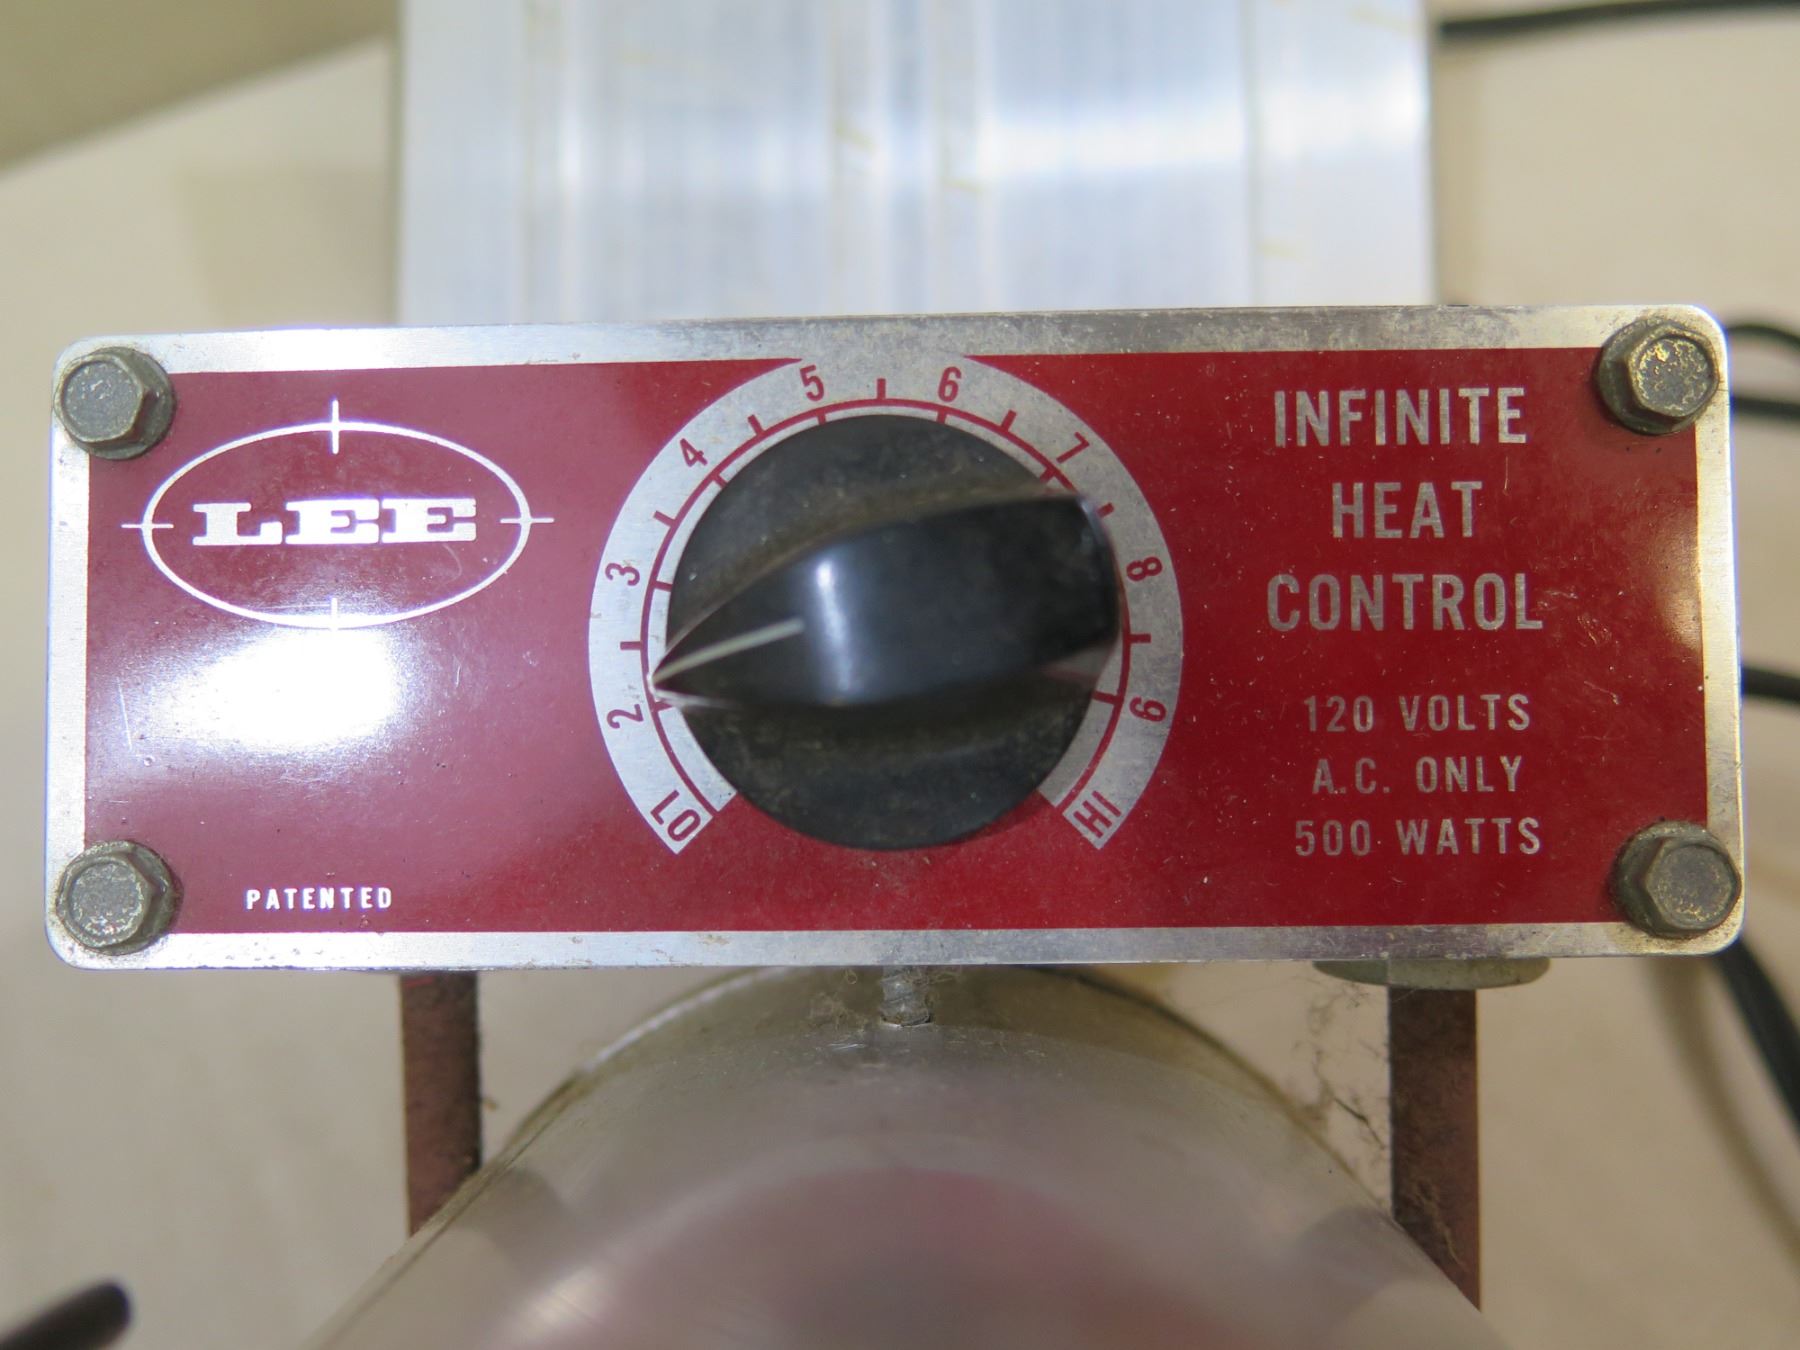 LEE
PATENTED
LO 2 3 4 5 6 7 8 9 HI
INFINITE
HEAT
CONTROL
120 VOLTS
A.C. ONLY
500 WATTS